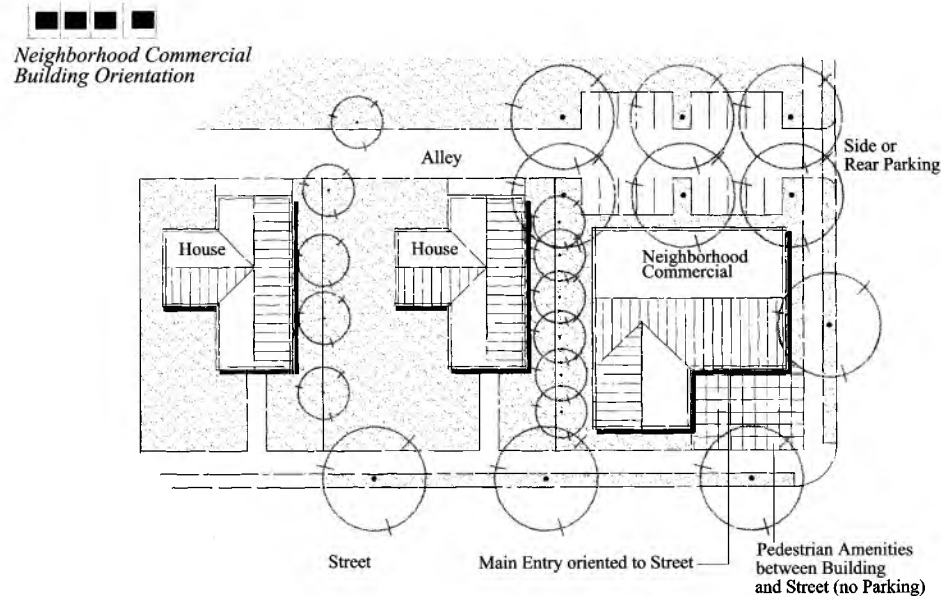 Neighborhood Commercial
Building Orientation
Alley
Side or
Rear Parking
House
House
Neighborhood
Commercial
Street
Main Entry oriented to Street
Pedestrian Amenities
between Building
and Street (no Parking)